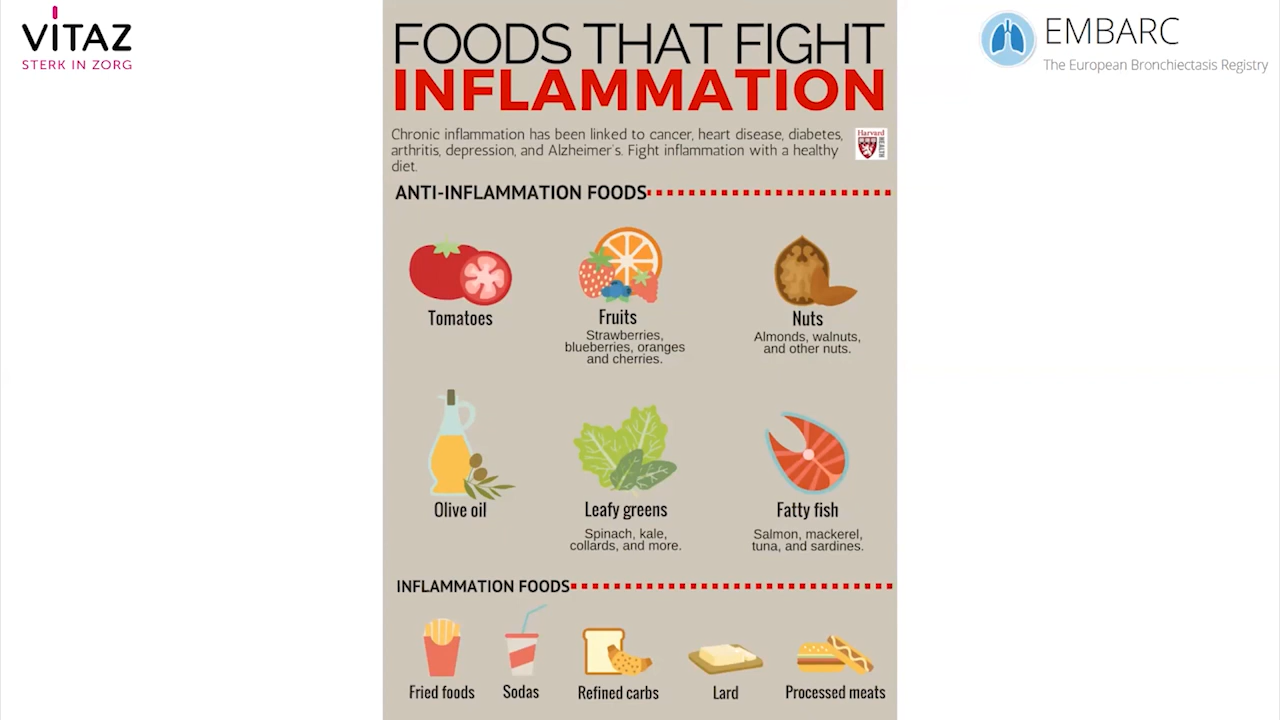 VITAZ
STERK IN ZORG
EMBARC
The European Bronchiectasis Registry
FOODS THAT FIGHT
INFLAMMATION
Chronic inflammation has been linked to cancer, heart disease, diabetes,
arthritis, depression, and Alzheimer's. Fight inflammation with a healthy
diet.
Harvard
HEALTH
ANTI-INFLAMMATION FOODS
Tomatoes
Fruits
Strawberries,
blueberries, oranges
and cherries.
Nuts
Almonds, walnuts,
and other nuts.
Olive oil
Leafy greens
Spinach, kale,
collards, and more.
Fatty fish
Salmon, mackerel,
tuna, and sardines.
INFLAMMATION FOODS
Fried foods
Sodas
Refined carbs
Lard
Processed meats